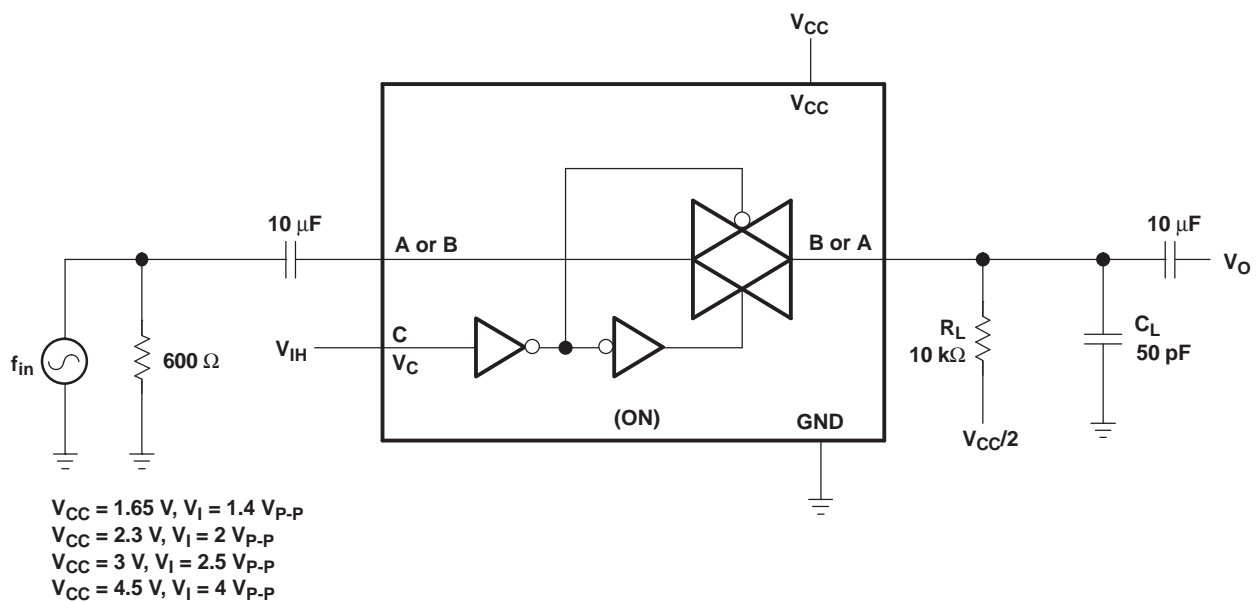 VCC
VCC
10 μF
A or B
B or A
10 μF
VO
fin
600 Ω
VIH
C
VC
RL
10 kΩ
CL
50 pF
(ON)
GND
VCC/2
VCC = 1.65 V, VI = 1.4 VP-P
VCC = 2.3 V, VI = 2 VP-P
VCC = 3 V, VI = 2.5 VP-P
VCC = 4.5 V, VI = 4 VP-P